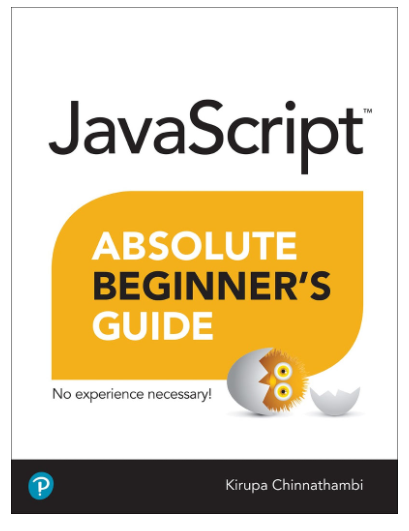 JavaScript™
ABSOLUTE
BEGINNER'S
GUIDE
No experience necessary!
P
Kirupa Chinnathambi